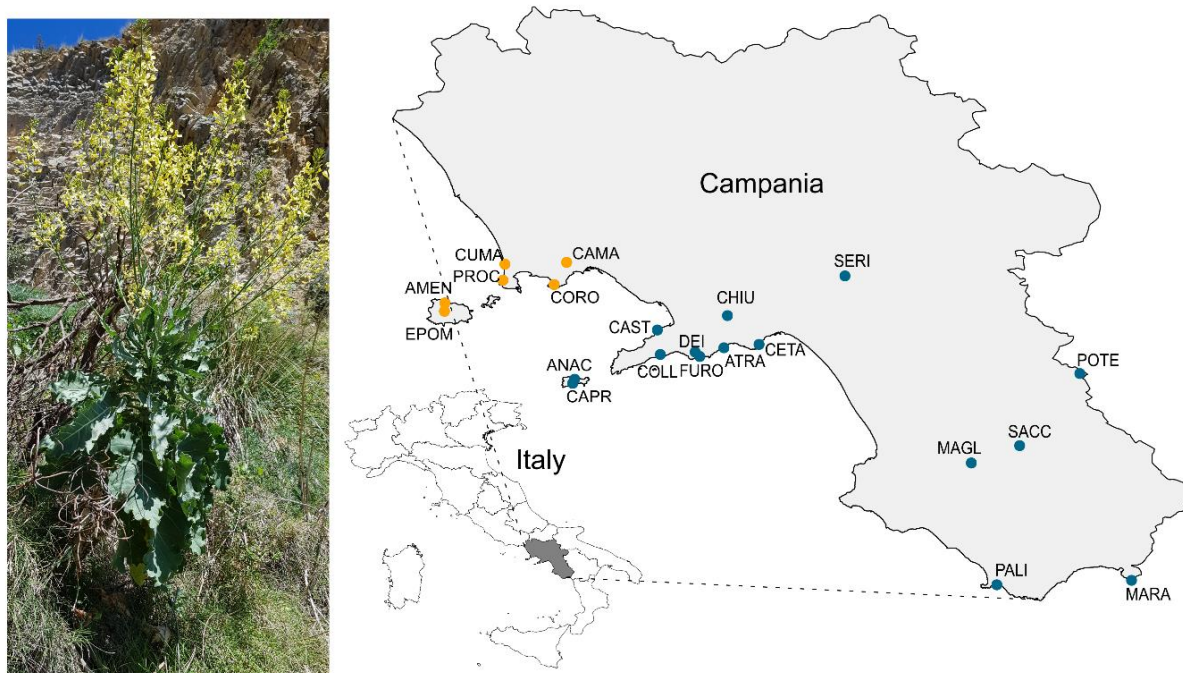 Campania
CUMA
CAMA
SERI
PROC
AMEN
CORO
CHIU
EPOM
CAST
DEI
CETA
ANAC
COLL
FURO
ATRA
CAPR
POTE
SACC
MAGL
Italy
PALI
MARA